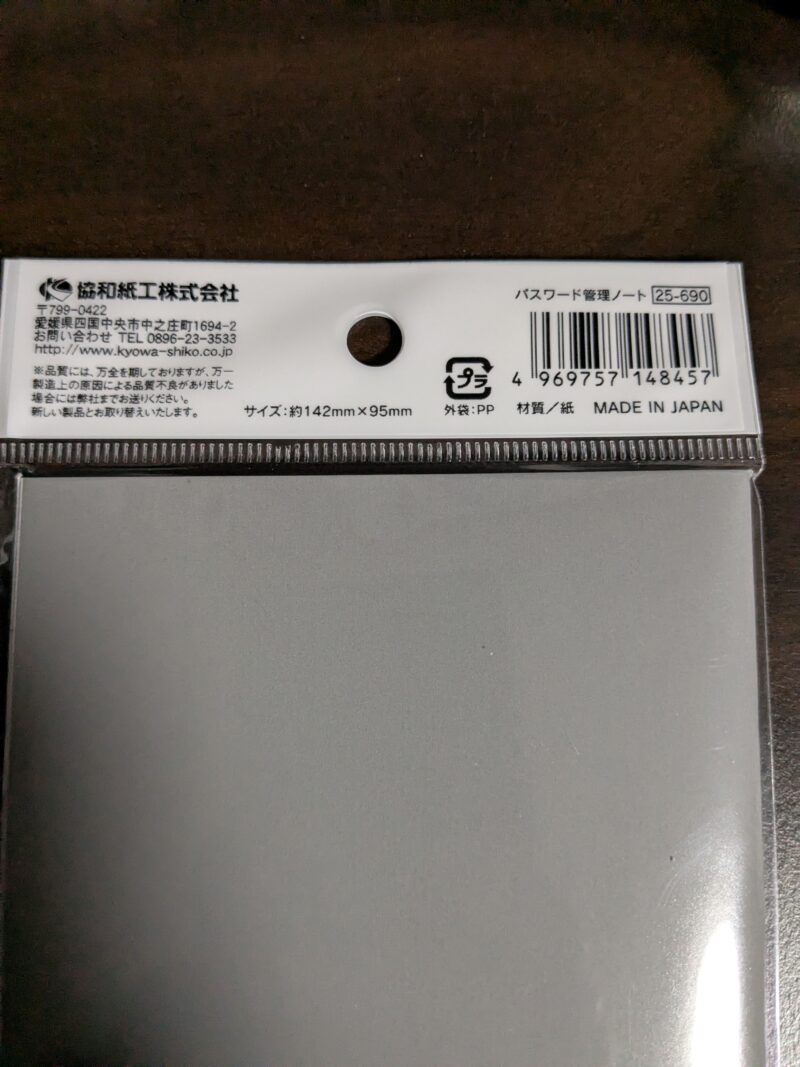 協和紙工株式会社
〒799-0422
愛媛県四国中央市中之庄町1694-2
お問い合わせ TEL 0896-23-3533
http://www.kyowa-shiko.co.jp
※品質には、万全を期しておりますが、万一
製造上の原因による品質不良がありました
場合には弊社までお送りください。
新しい製品とお取り替えいたします。
サイズ:約142mm×95mm
プラ
外装:PP
パスワード管理ノート 25-690
4 969757 148457
材質/紙 MADE IN JAPAN